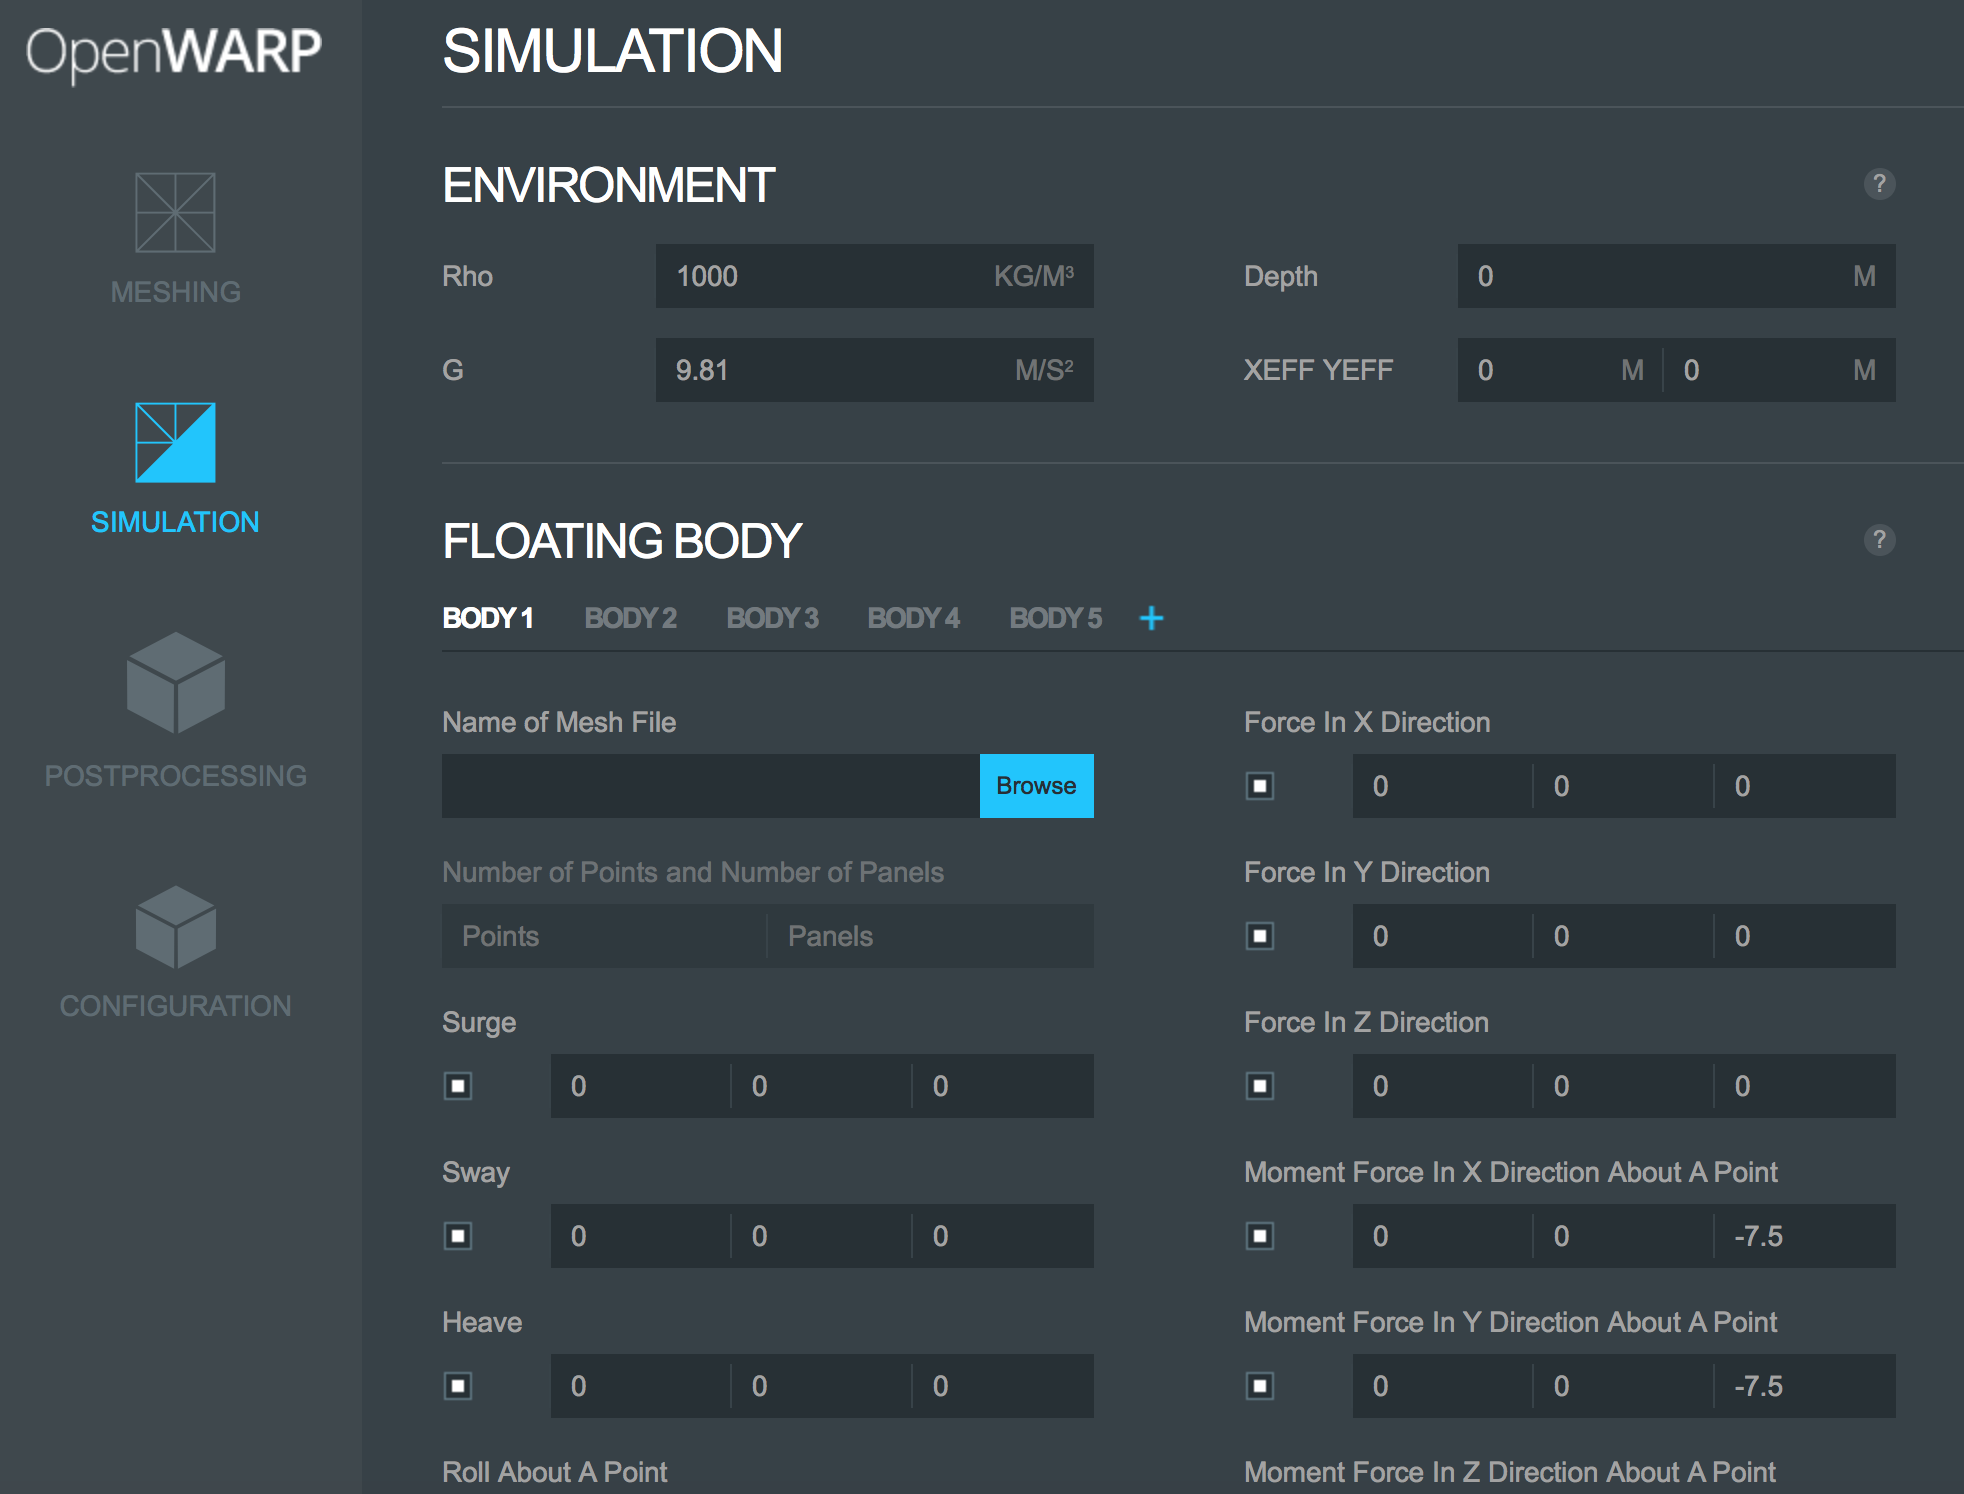 OpenWARP
MESHING
SIMULATION
POSTPROCESSING
CONFIGURATION
SIMULATION
ENVIRONMENT ?
Rho 1000 KG/M³ Depth 0 M
G 9.81 M/S² XEFF YEFF 0 M 0 M
FLOATING BODY ?
BODY 1 BODY 2 BODY 3 BODY 4 BODY 5 +
Name of Mesh File Force In X Direction
Browse 0 0 0
Number of Points and Number of Panels Force In Y Direction
Points Panels 0 0 0
Surge Force In Z Direction
0 0 0 0 0 0
Sway Moment Force In X Direction About A Point
0 0 0 0 0 -7.5
Heave Moment Force In Y Direction About A Point
0 0 0 0 0 -7.5
Roll About A Point Moment Force In Z Direction About A Point